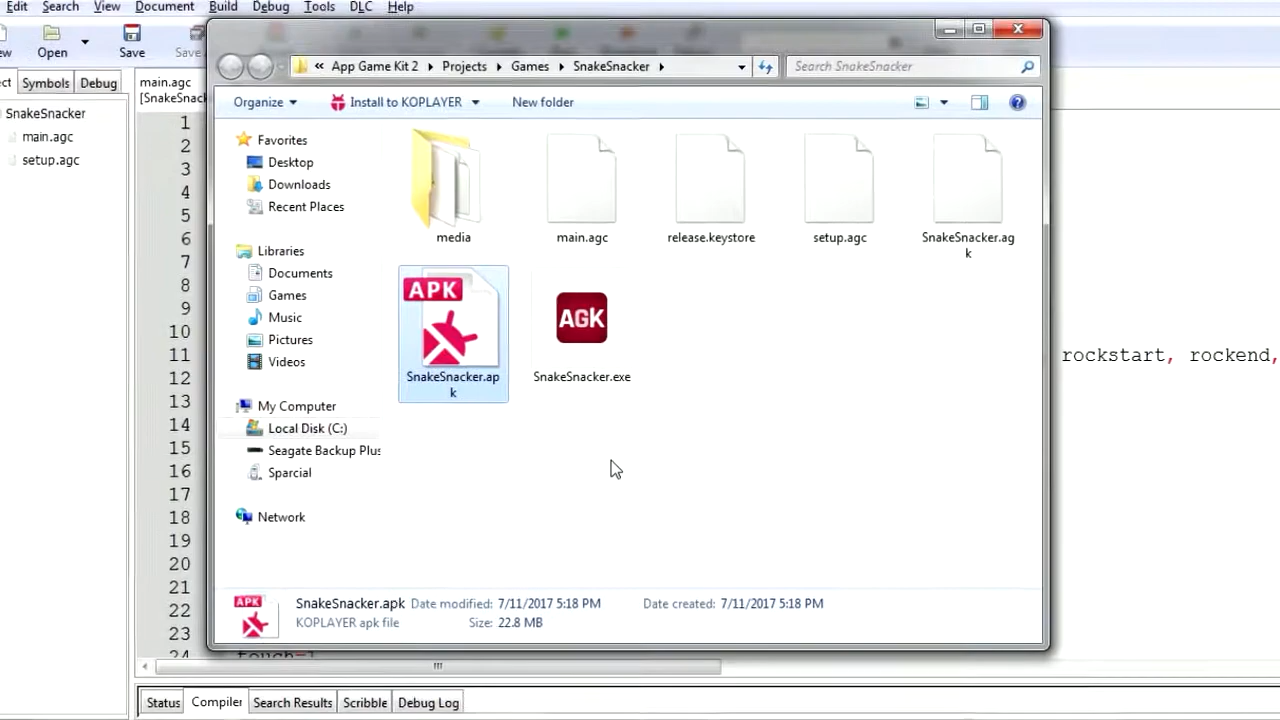 Edit Search View Document Build Debug Tools DLC Help
Open Save
Symbols Debug
main.agc
SnakeSnacker
main.agc
setup.agc
« App Game Kit 2 Projects Games SnakeSnacker
Search SnakeSnacker
Organize Install to KOPLAYER New folder
Favorites
Desktop
Downloads
Recent Places
Libraries
Documents
Games
Music
Pictures
Videos
My Computer
Local Disk (C:)
Seagate Backup Plus
Sparcial
Network
media
main.agc
release.keystore
setup.agc
SnakeSnacker.ag
k
APK
SnakeSnacker.ap
k
AGK
SnakeSnacker.exe
1
2
3
4
5
6
7
8
9
10
11 rockstart, rockend,
12
13
14
15
16
17
18
19
20
21
22
23
24
APK
SnakeSnacker.apk Date modified: 7/11/2017 5:18 PM Date created: 7/11/2017 5:18 PM
KOPLAYER apk file Size: 22.8 MB
Status Compiler Search Results Scribble Debug Log